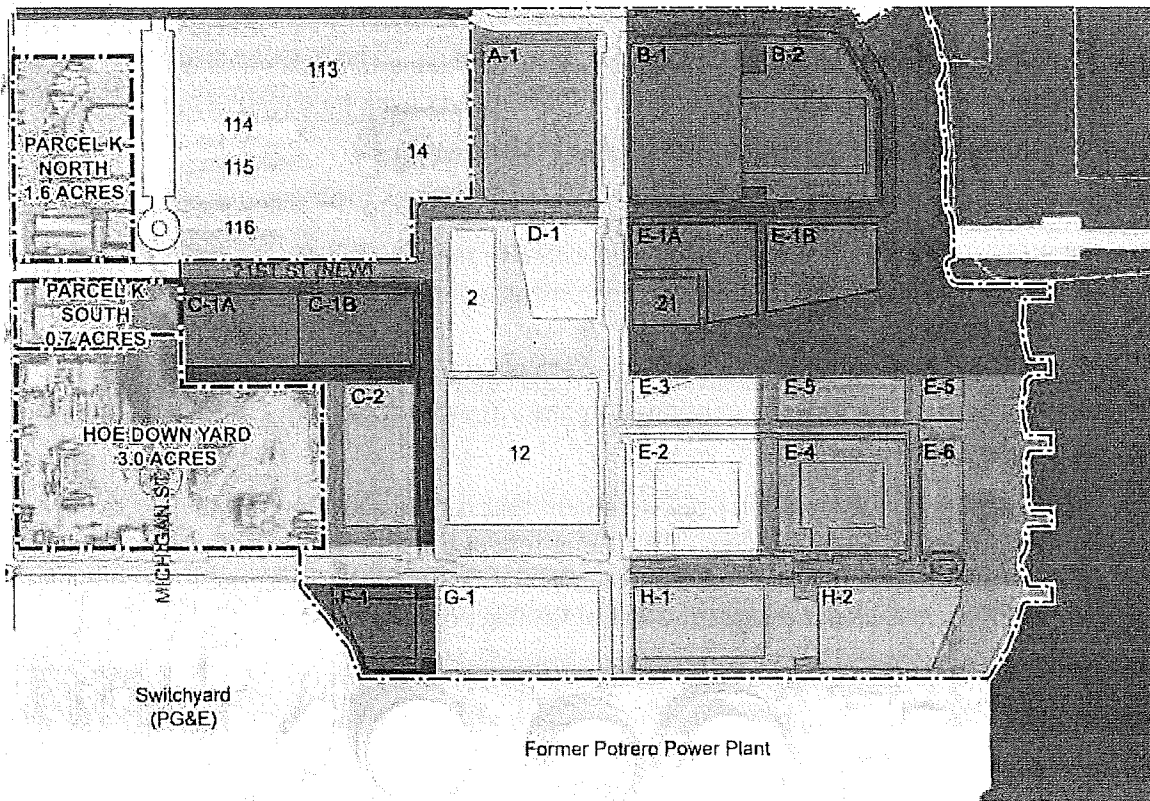 A-1
B-1
B-2
113
114
14
115
PARCEL K
NORTH
1.6 ACRES
116
D-1
E-1A
E-1B
21ST ST (NEW)
2
21
PARCEL K
SOUTH
0.7 ACRES
C-1A
C-1B
C-2
E-3
E-5
E-5
HOE DOWN YARD
3.0 ACRES
12
E-2
E-4
E-6
MICHIGAN ST
F-1
G-1
H-1
H-2
Switchyard
(PG&E)
Former Potrero Power Plant